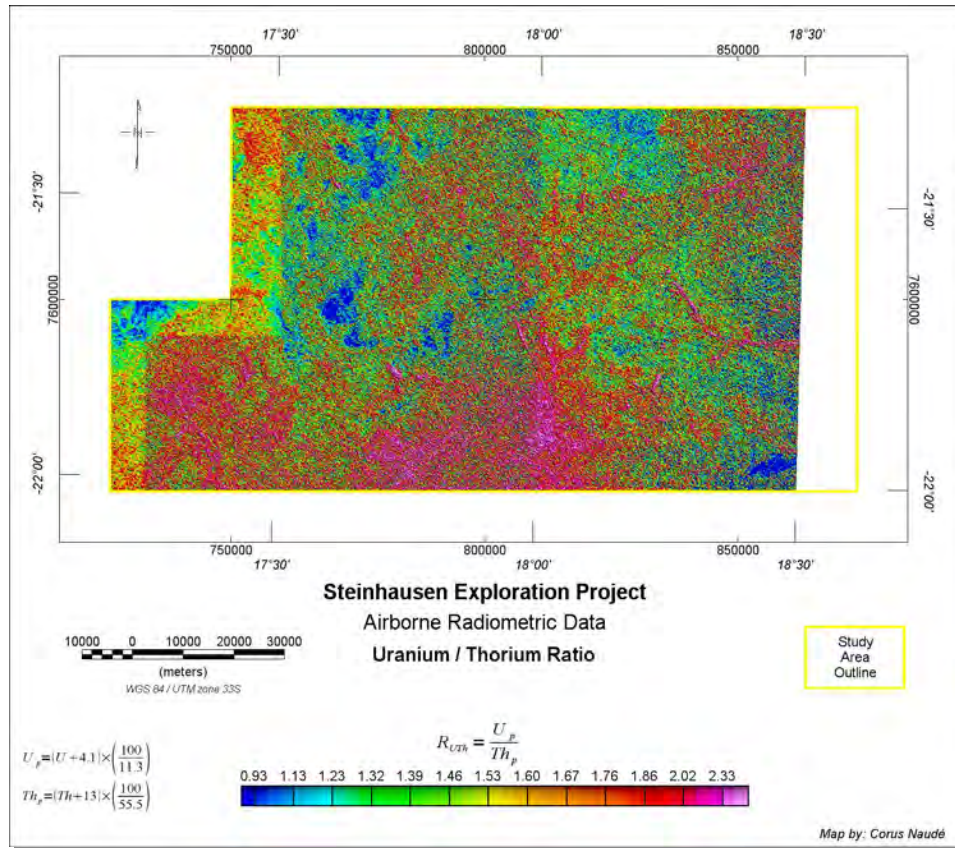 17°30' 18°00' 18°30'
750000 800000 850000
N
-21°30' -21°30'
7600000 7600000
-22°00' -22°00'
750000 800000 850000
17°30' 18°00' 18°30'
Steinhausen Exploration Project
Airborne Radiometric Data
Uranium / Thorium Ratio
10000 0 10000 20000 30000
(meters)
WGS 84 / UTM zone 33S
Study
Area
Outline
U_p=(U+4.1)×(100/11.3)
Th_p=(Th+13)×(100/55.5)
R_UTh = U_p/Th_p
0.93 1.13 1.23 1.32 1.39 1.46 1.53 1.60 1.67 1.76 1.86 2.02 2.33
Map by: Corus Naudé